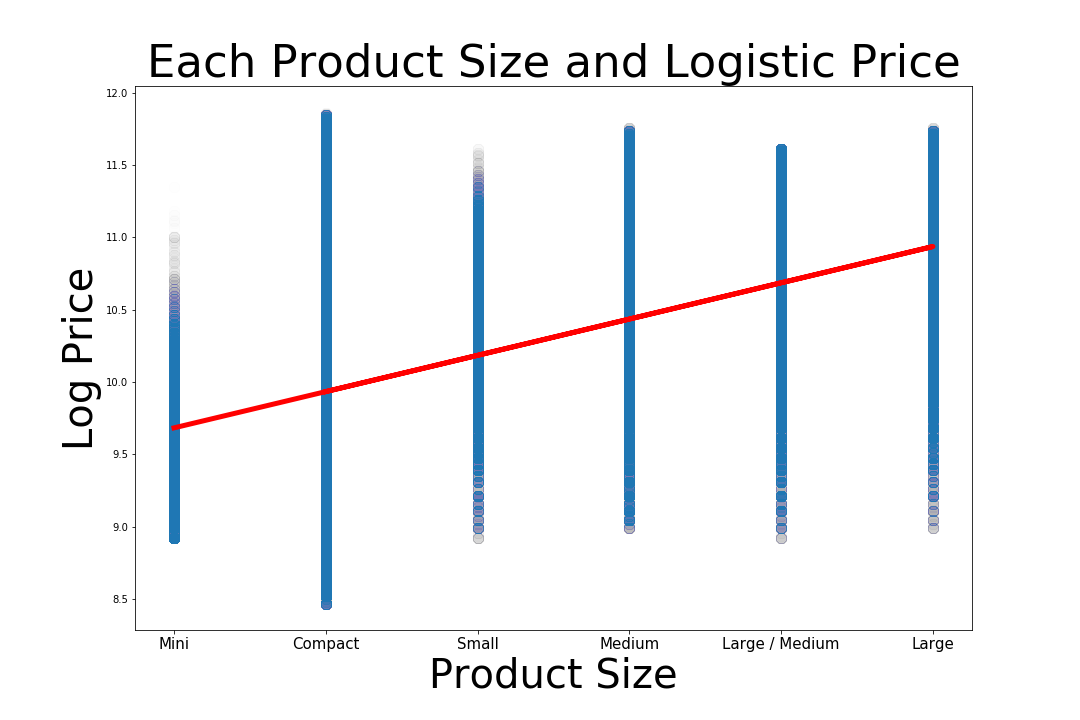 Each Product Size and Logistic Price
Log Price
12.0
11.5
11.0
10.5
10.0
9.5
9.0
8.5
Mini Compact Small Medium Large / Medium Large
Product Size